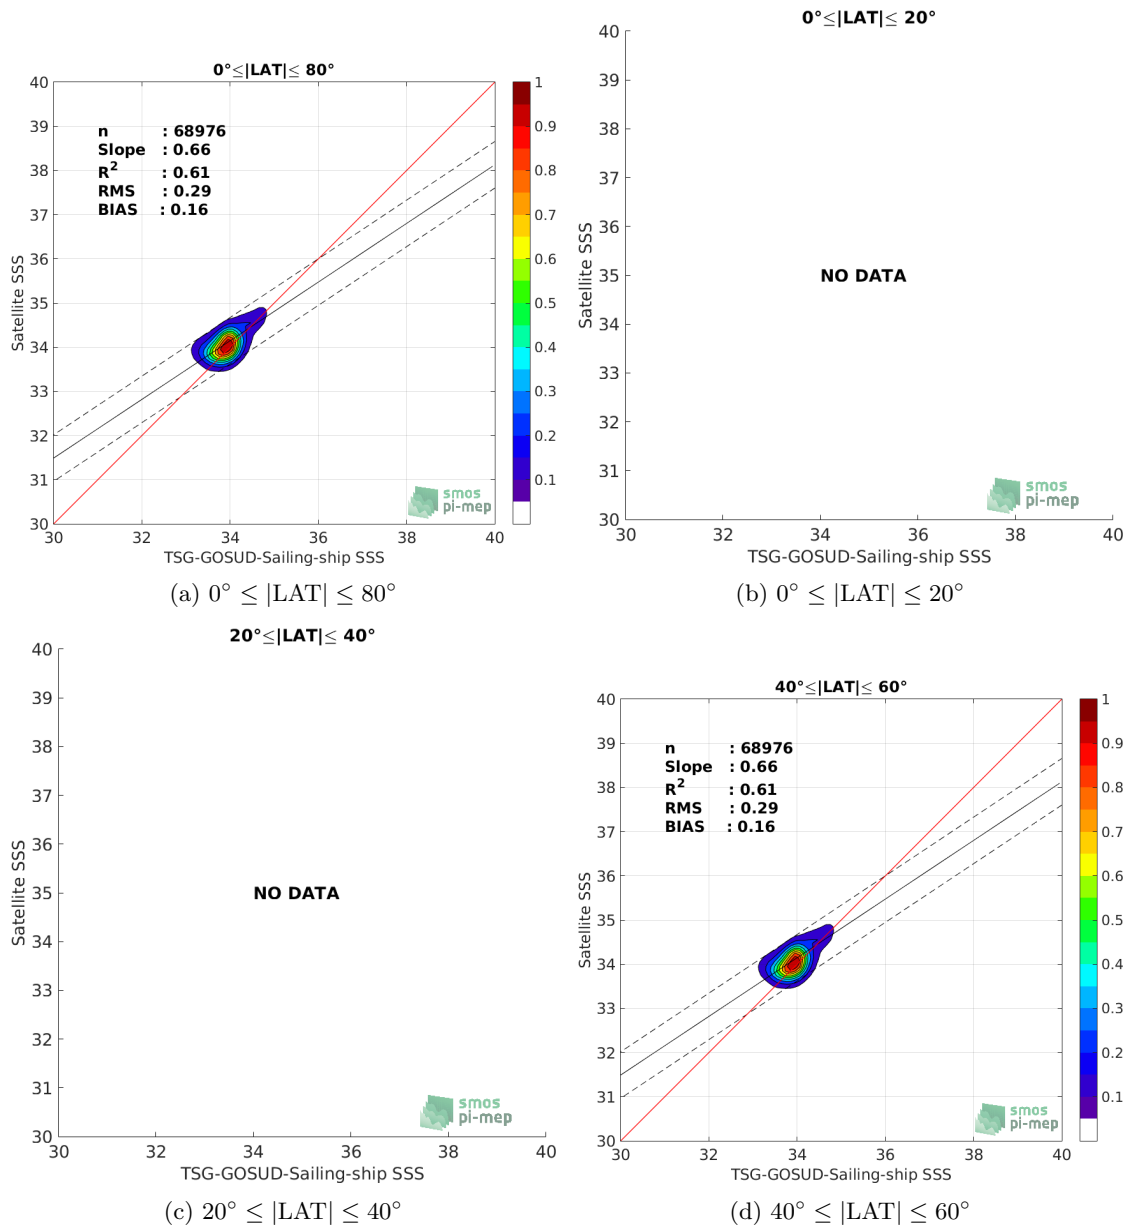 0°≤|LAT|≤ 80°
40
39
38
37
36
35
34
33
32
31
30
Satellite SSS
n : 68976
Slope : 0.66
R² : 0.61
RMS : 0.29
BIAS : 0.16
smos
pi-mep
30 32 34 36 38 40
TSG-GOSUD-Sailing-ship SSS
1
0.9
0.8
0.7
0.6
0.5
0.4
0.3
0.2
0.1
(a) 0° ≤ |LAT| ≤ 80°
0°≤|LAT|≤ 20°
40
39
38
37
36
35
34
33
32
31
30
Satellite SSS
NO DATA
smos
pi-mep
30 32 34 36 38 40
TSG-GOSUD-Sailing-ship SSS
(b) 0° ≤ |LAT| ≤ 20°
20°≤|LAT|≤ 40°
40
39
38
37
36
35
34
33
32
31
30
Satellite SSS
NO DATA
smos
pi-mep
30 32 34 36 38 40
TSG-GOSUD-Sailing-ship SSS
(c) 20° ≤ |LAT| ≤ 40°
40°≤|LAT|≤ 60°
40
39
38
37
36
35
34
33
32
31
30
Satellite SSS
n : 68976
Slope : 0.66
R² : 0.61
RMS : 0.29
BIAS : 0.16
smos
pi-mep
30 32 34 36 38 40
TSG-GOSUD-Sailing-ship SSS
1
0.9
0.8
0.7
0.6
0.5
0.4
0.3
0.2
0.1
(d) 40° ≤ |LAT| ≤ 60°